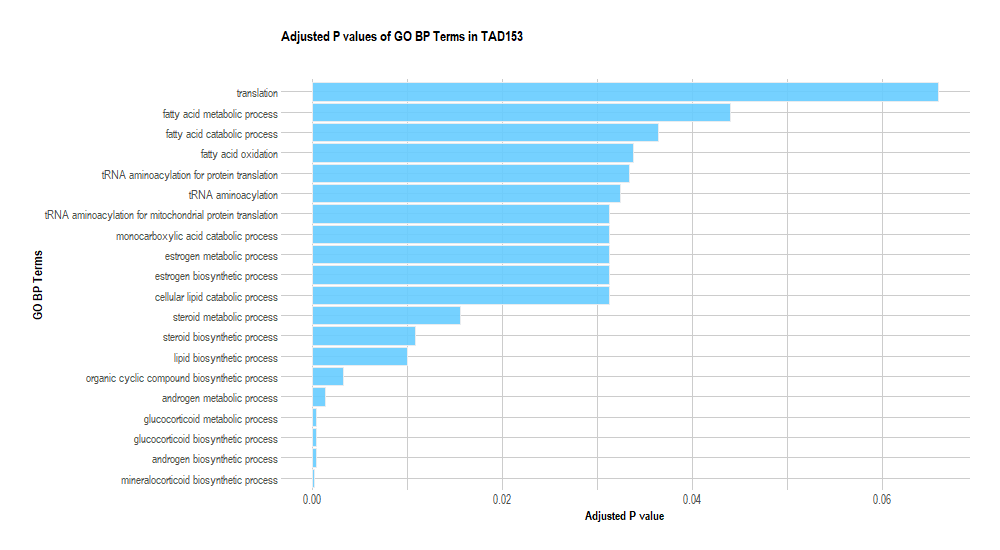 Adjusted P values of GO BP Terms in TAD153
translation
fatty acid metabolic process
fatty acid catabolic process
fatty acid oxidation
tRNA aminoacylation for protein translation
tRNA aminoacylation
tRNA aminoacylation for mitochondrial protein translation
monocarboxylic acid catabolic process
estrogen metabolic process
estrogen biosynthetic process
cellular lipid catabolic process
steroid metabolic process
steroid biosynthetic process
lipid biosynthetic process
organic cyclic compound biosynthetic process
androgen metabolic process
glucocorticoid metabolic process
glucocorticoid biosynthetic process
androgen biosynthetic process
mineralocorticoid biosynthetic process
GO BP Terms
0.00 0.02 0.04 0.06
Adjusted P value